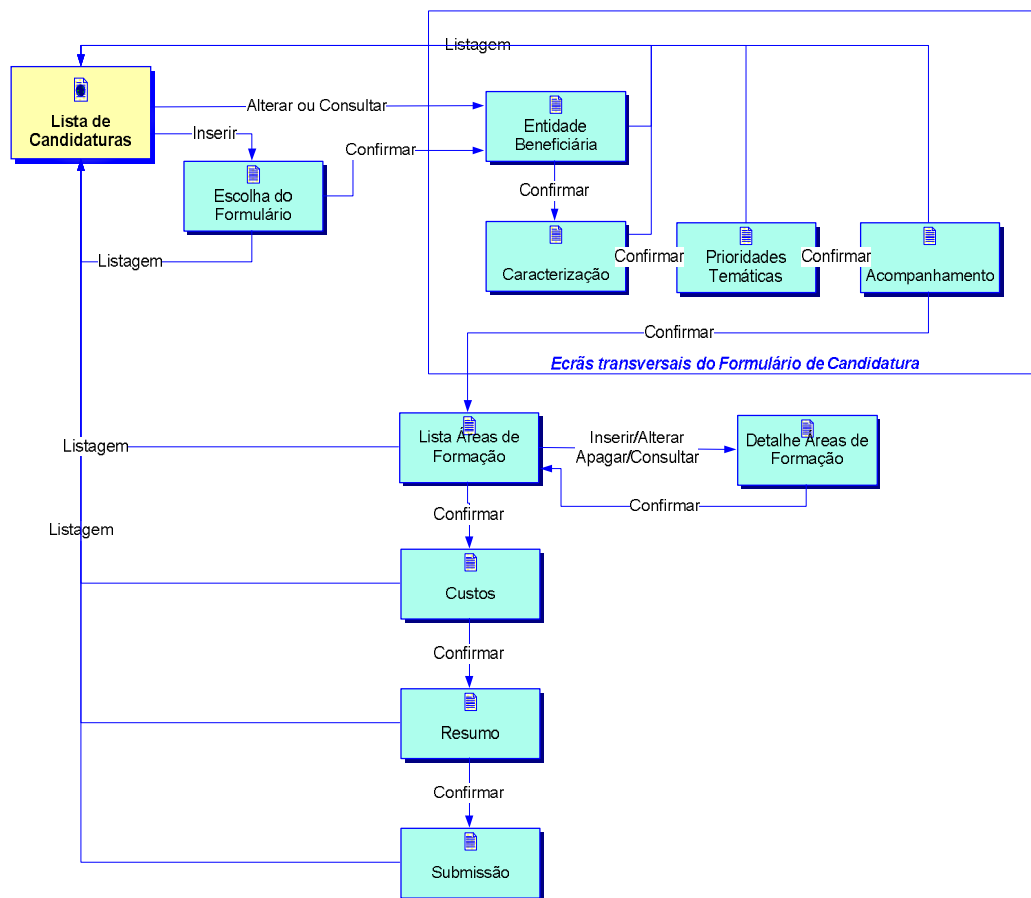 Listagem
Lista de
Candidaturas
Alterar ou Consultar
Inserir
Confirmar
Entidade
Beneficiária
Escolha do
Formulário
Confirmar
Listagem
Caracterização
Confirmar
Prioridades
Temáticas
Confirmar
Acompanhamento
Confirmar
Ecrãs transversais do Formulário de Candidatura
Listagem
Lista Áreas de
Formação
Inserir/Alterar
Apagar/Consultar
Detalhe Áreas de
Formação
Confirmar
Confirmar
Listagem
Custos
Confirmar
Resumo
Confirmar
Submissão